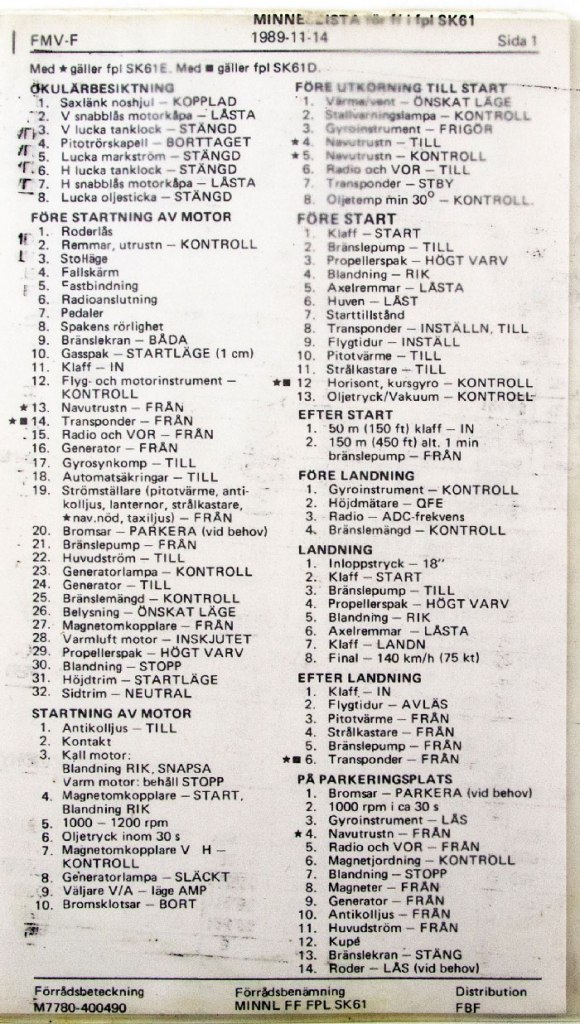 MINNESLISTA för ff i fpl SK61
FMV-F
1989-11-14
Sida 1
Med ★ gäller fpl SK61E. Med ■ gäller fpl SK61D.
ÖKULÄRBESIKTNING
1. Saxlänk noshjul – KOPPLAD
2. V snabblås motorkåpa – LÅSTA
3. V lucka tanklock – STÄNGD
4. Pitotrörskapell – BORTTAGET
5. Lucka markström – STÄNGD
6. H lucka tanklock – STÄNGD
7. H snabblås motorkåpa – LÅSTA
8. Lucka oljesticka – STÄNGD
FÖRE STARTNING AV MOTOR
1. Roderlås
2. Remmar, utrustn – KONTROLL
3. Stolläge
4. Fallskärm
5. Fastbindning
6. Radioanslutning
7. Pedaler
8. Spakens rörlighet
9. Bränslekran – BÅDA
10. Gasspak – STARTLÄGE (1 cm)
11. Klaff – IN
12. Flyg- och motorinstrument –
KONTROLL
★ 13. Navutrustn – FRÅN
★■ 14. Transponder – FRÅN
15. Radio och VOR – FRÅN
16. Generator – FRÅN
17. Gyrosynkomp – TILL
18. Automatsäkringar – TILL
19. Strömställare (pitotvärme, anti-
kolljus, lanternor, strålkastare,
★nav.nöd, taxiljus) – FRÅN
20. Bromsar – PARKERA (vid behov)
21. Bränslepump – FRÅN
22. Huvudström – TILL
23. Generatorlampa – KONTROLL
24. Generator – TILL
25. Bränslemängd – KONTROLL
26. Belysning – ÖNSKAT LÄGE
27. Magnetomkopplare – FRÅN
28. Varmluft motor – INSKJUTET
29. Propellerspak – HÖGT VARV
30. Blandning – STOPP
31. Höjdtrim – STARTLÄGE
32. Sidtrim – NEUTRAL
STARTNING AV MOTOR
1. Antikolljus – TILL
2. Kontakt
3. Kall motor:
Blandning RIK, SNAPSA
Varm motor: behåll STOPP
4. Magnetomkopplare – START,
Blandning RIK
5. 1000 – 1200 rpm
6. Oljetryck inom 30 s
7. Magnetomkopplare V H –
KONTROLL
8. Generatorlampa – SLÄCKT
9. Väljare V/A – läge AMP
10. Bromsklotsar – BORT
FÖRE UTKÖRNING TILL START
1. Värme/vent – ÖNSKAT LÄGE
2. Stallvarningslampa – KONTROLL
3. Gyroinstrument – FRIGÖR
★ 4. Navutrustn – TILL
★ 5. Navutrustn – KONTROLL
6. Radio och VOR – TILL
7. Transponder – STBY
8. Oljetemp min 30° – KONTROLL
FÖRE START
1. Klaff – START
2. Bränslepump – TILL
3. Propellerspak – HÖGT VARV
4. Blandning – RIK
5. Axelremmar – LÅSTA
6. Huven – LÅST
7. Starttillstånd
8. Transponder – INSTÄLLN, TILL
9. Flygtidur – INSTÄLL
10. Pitotvärme – TILL
11. Strålkastare – TILL
★■ 12 Horisont, kursgyro – KONTROLL
13. Oljetryck/Vakuum – KONTROLL
EFTER START
1. 50 m (150 ft) klaff – IN
2. 150 m (450 ft) alt. 1 min
bränslepump – FRÅN
FÖRE LANDNING
1. Gyroinstrument – KONTROLL
2. Höjdmätare – QFE
3. Radio – ADC-frekvens
4. Bränslemängd – KONTROLL
LANDNING
1. Inloppstryck – 18"
2. Klaff – START
3. Bränslepump – TILL
4. Propellerspak – HÖGT VARV
5. Blandning – RIK
6. Axelremmar – LÅSTA
7. Klaff – LANDN
8. Final – 140 km/h (75 kt)
EFTER LANDNING
1. Klaff – IN
2. Flygtidur – AVLÄS
3. Pitotvärme – FRÅN
4. Strålkastare – FRÅN
5. Bränslepump – FRÅN
★■ 6. Transponder – FRÅN
PÅ PARKERINGSPLATS
1. Bromsar – PARKERA (vid behov)
2. 1000 rpm i ca 30 s
3. Gyroinstrument – LÅS
★ 4. Navutrustn – FRÅN
5. Radio och VOR – FRÅN
6. Magnetjordning – KONTROLL
7. Blandning – STOPP
8. Magneter – FRÅN
9. Generator – FRÅN
10. Antikolljus – FRÅN
11. Huvudström – FRÅN
12. Kupé
13. Bränslekran – STÄNG
14. Roder – LÅS (vid behov)
Förrådsbeteckning
M7780-400490
Förrådsbenämning
MINNL FF FPL SK61
Distribution
FBF